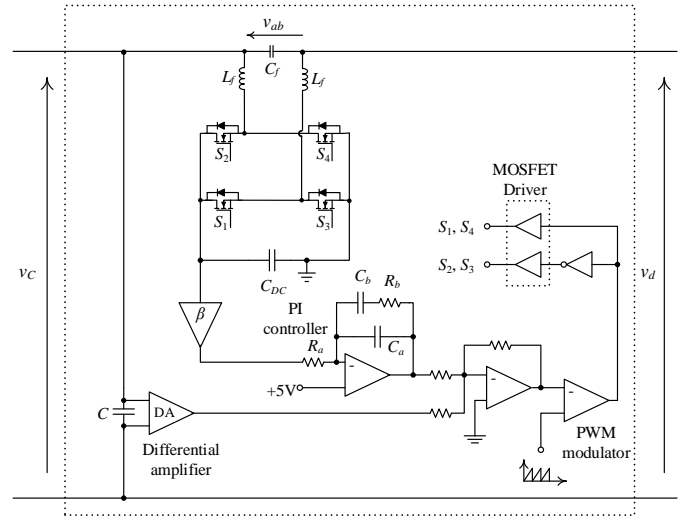 v_ab
C_f
L_f
L_f
S_2
S_4
S_1
S_3
MOSFET
Driver
S_1, S_4
S_2, S_3
v_C
v_d
C_DC
β
PI
controller
C_b
R_b
C_a
R_a
-
+5V
-
-
C
DA
Differential
amplifier
PWM
modulator